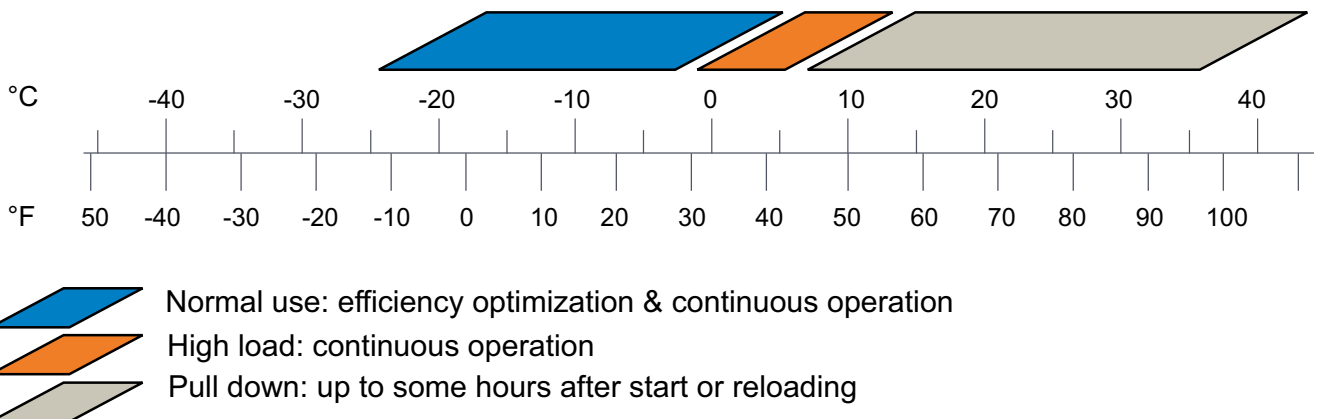 °C -40 -30 -20 -10 0 10 20 30 40
°F 50 -40 -30 -20 -10 0 10 20 30 40 50 60 70 80 90 100
Normal use: efficiency optimization & continuous operation
High load: continuous operation
Pull down: up to some hours after start or reloading